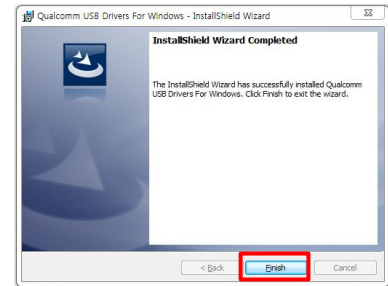 Qualcomm USB Drivers For Windows - InstallShield Wizard
InstallShield Wizard Completed
The InstallShield Wizard has successfully installed Qualcomm
USB Drivers For Windows. Click Finish to exit the wizard.
< Back
Finish
Cancel